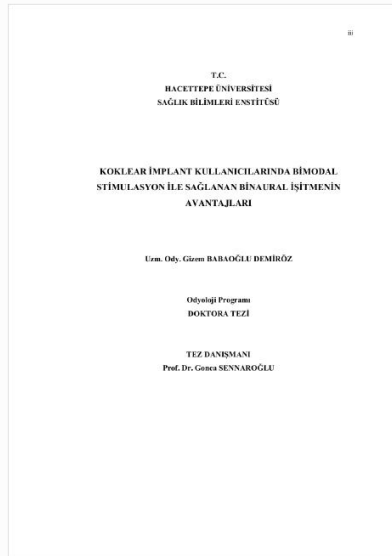 iii
T.C.
HACETTEPE ÜNİVERSİTESİ
SAĞLIK BİLİMLERİ ENSTİTÜSÜ
KOKLEAR İMPLANT KULLANICILARINDA BİMODAL
STİMULASYON İLE SAĞLANAN BİNAURAL İŞİTMENİN
AVANTAJLARI
Uzm. Ody. Gizem BABAOĞLU DEMİRÖZ
Odyoloji Programı
DOKTORA TEZİ
TEZ DANIŞMANI
Prof. Dr. Gonca SENNAROĞLU